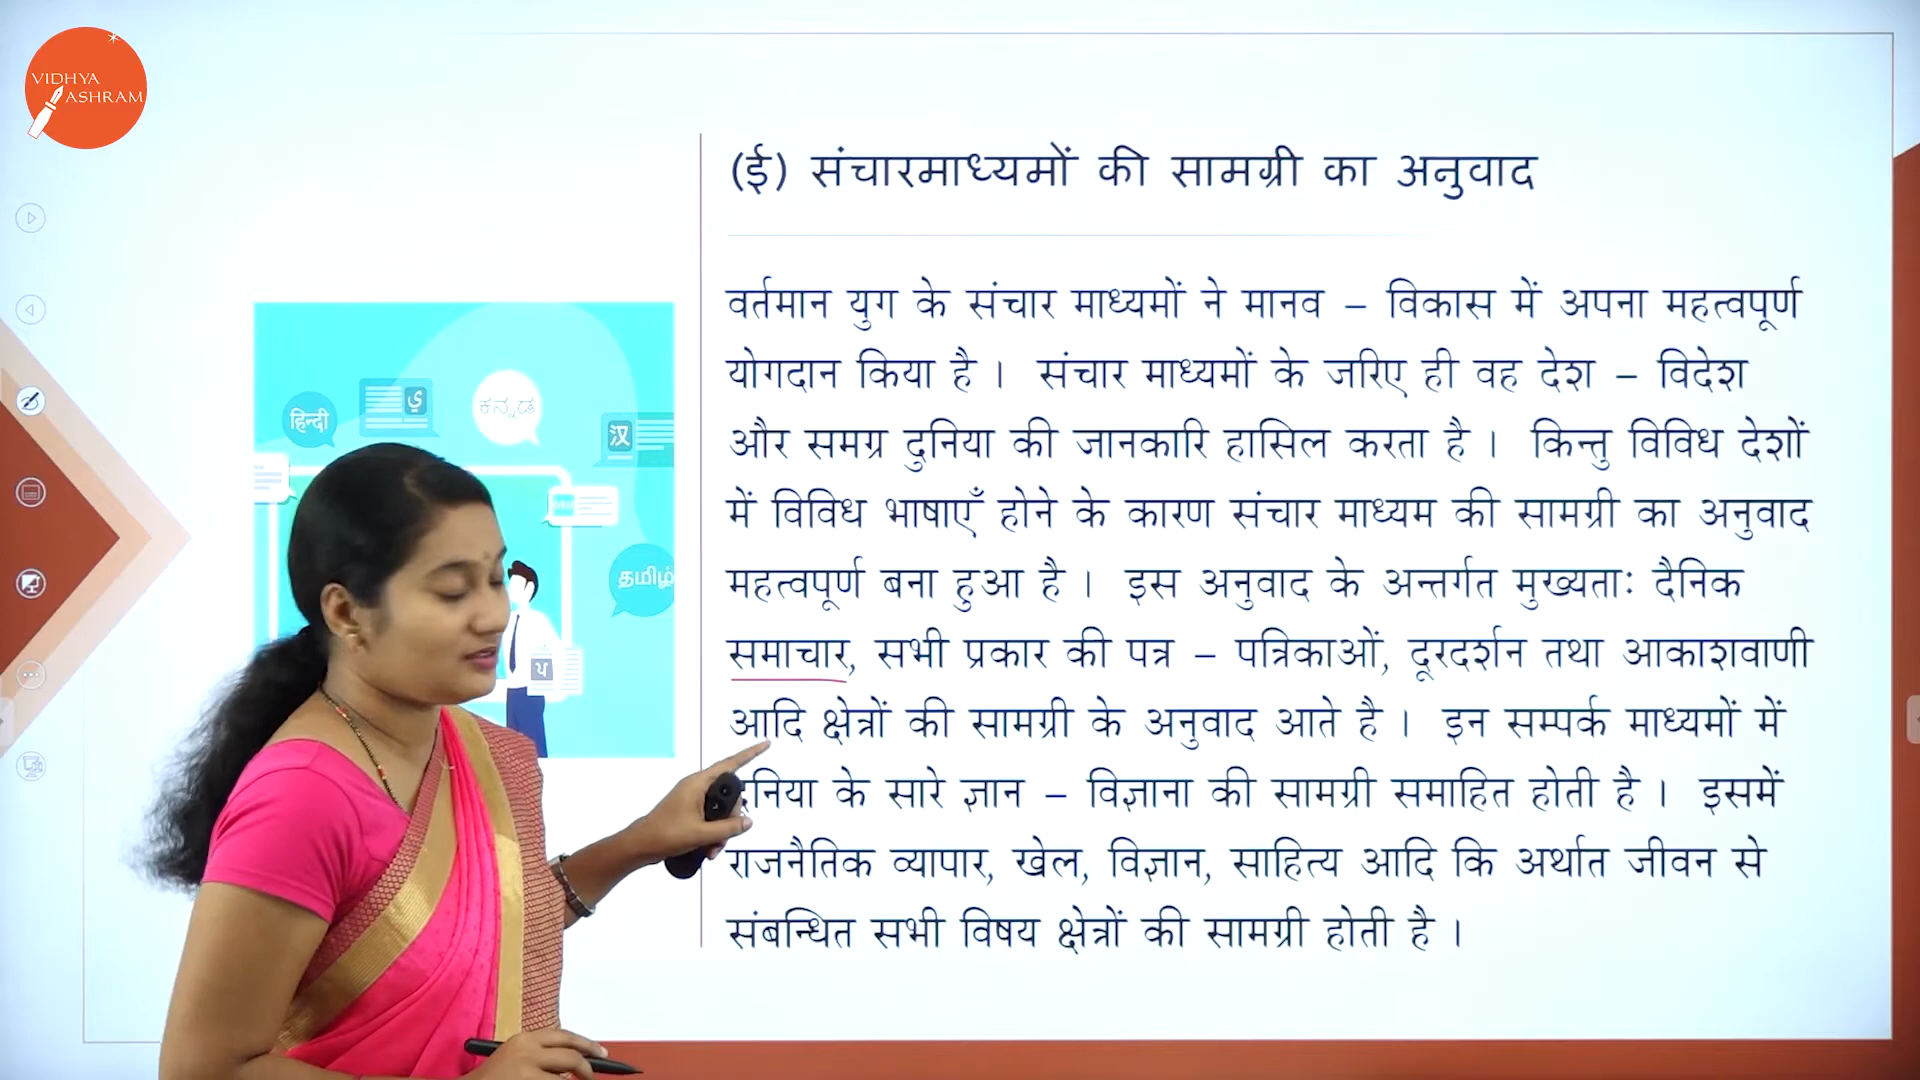 VIDHYA
ASHRAM
(ई) संचारमाध्यमों की सामग्री का अनुवाद
वर्तमान युग के संचार माध्यमों ने मानव – विकास में अपना महत्वपूर्ण
योगदान किया है । संचार माध्यमों के जरिए ही वह देश – विदेश
और समग्र दुनिया की जानकारि हासिल करता है । किन्तु विविध देशों
में विविध भाषाएँ होने के कारण संचार माध्यम की सामग्री का अनुवाद
महत्वपूर्ण बना हुआ है । इस अनुवाद के अन्तर्गत मुख्यताः दैनिक
समाचार, सभी प्रकार की पत्र – पत्रिकाओं, दूरदर्शन तथा आकाशवाणी
आदि क्षेत्रों की सामग्री के अनुवाद आते है । इन सम्पर्क माध्यमों में
दुनिया के सारे ज्ञान – विज्ञाना की सामग्री समाहित होती है । इसमें
राजनैतिक व्यापार, खेल, विज्ञान, साहित्य आदि कि अर्थात जीवन से
संबन्धित सभी विषय क्षेत्रों की सामग्री होती है ।
हिन्दी
ي
ಕನ್ನಡ
汉
தமிழ்
ਪ